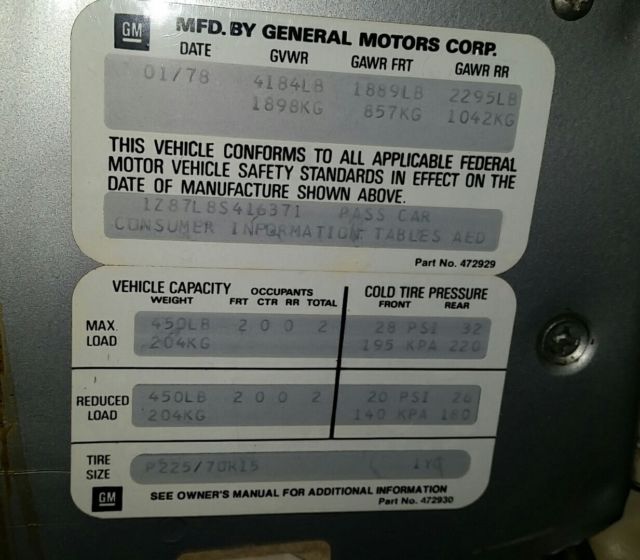 GM MFD. BY GENERAL MOTORS CORP.
DATE GVWR GAWR FRT GAWR RR
01/78 4184LB 1889LB 2295LB
1898KG 857KG 1042KG
THIS VEHICLE CONFORMS TO ALL APPLICABLE FEDERAL
MOTOR VEHICLE SAFETY STANDARDS IN EFFECT ON THE
DATE OF MANUFACTURE SHOWN ABOVE.
1Z87L8S416371 PASS CAR
CONSUMER INFORMATION TABLES AED
Part No. 472929
VEHICLE CAPACITY OCCUPANTS COLD TIRE PRESSURE
WEIGHT FRT CTR RR TOTAL FRONT REAR
MAX. LOAD 450LB 2 0 0 2 28 PSI 32
204KG 195 KPA 220
REDUCED LOAD 450LB 2 0 0 2 20 PSI 26
204KG 140 KPA 180
TIRE SIZE P225/70R15
GM SEE OWNER'S MANUAL FOR ADDITIONAL INFORMATION
Part No. 472930